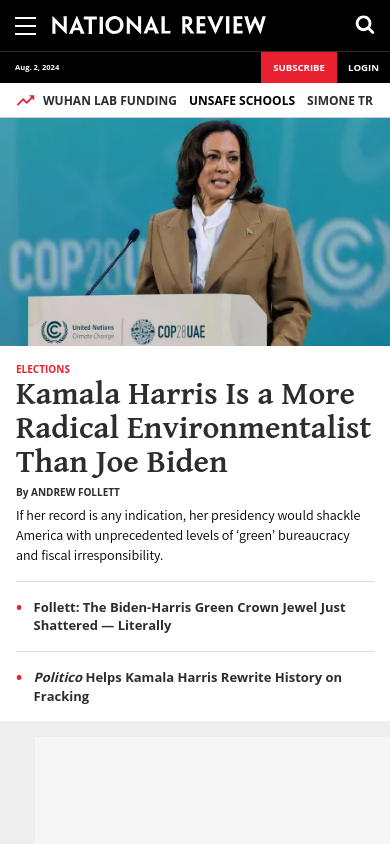 NATIONAL REVIEW
Aug. 2, 2024
SUBSCRIBE
LOGIN
WUHAN LAB FUNDING UNSAFE SCHOOLS SIMONE TR
COP28U
United Nations
Climate Change
COP28UAE
ELECTIONS
Kamala Harris Is a More
Radical Environmentalist
Than Joe Biden
By ANDREW FOLLETT
If her record is any indication, her presidency would shackle
America with unprecedented levels of ‘green’ bureaucracy
and fiscal irresponsibility.
Follett: The Biden-Harris Green Crown Jewel Just
Shattered — Literally
Politico Helps Kamala Harris Rewrite History on
Fracking